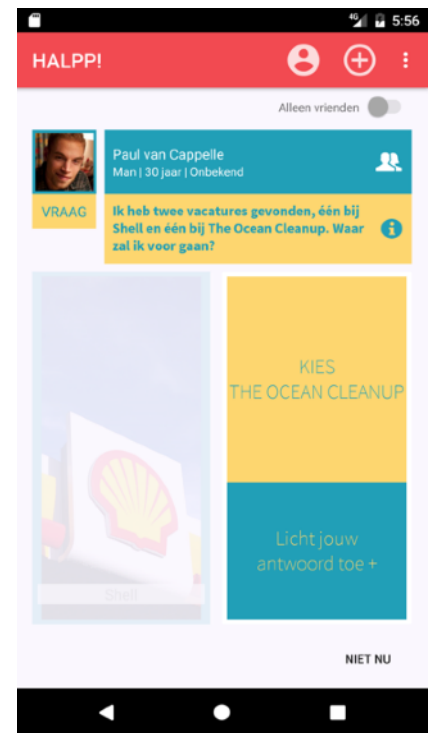 4G 5:56
HALPP!
Alleen vrienden
Paul van Cappelle
Man | 30 jaar | Onbekend
VRAAG
Ik heb twee vacatures gevonden, één bij
Shell en één bij The Ocean Cleanup. Waar
zal ik voor gaan?
KIES
THE OCEAN CLEANUP
Licht jouw
antwoord toe +
Shell
NIET NU